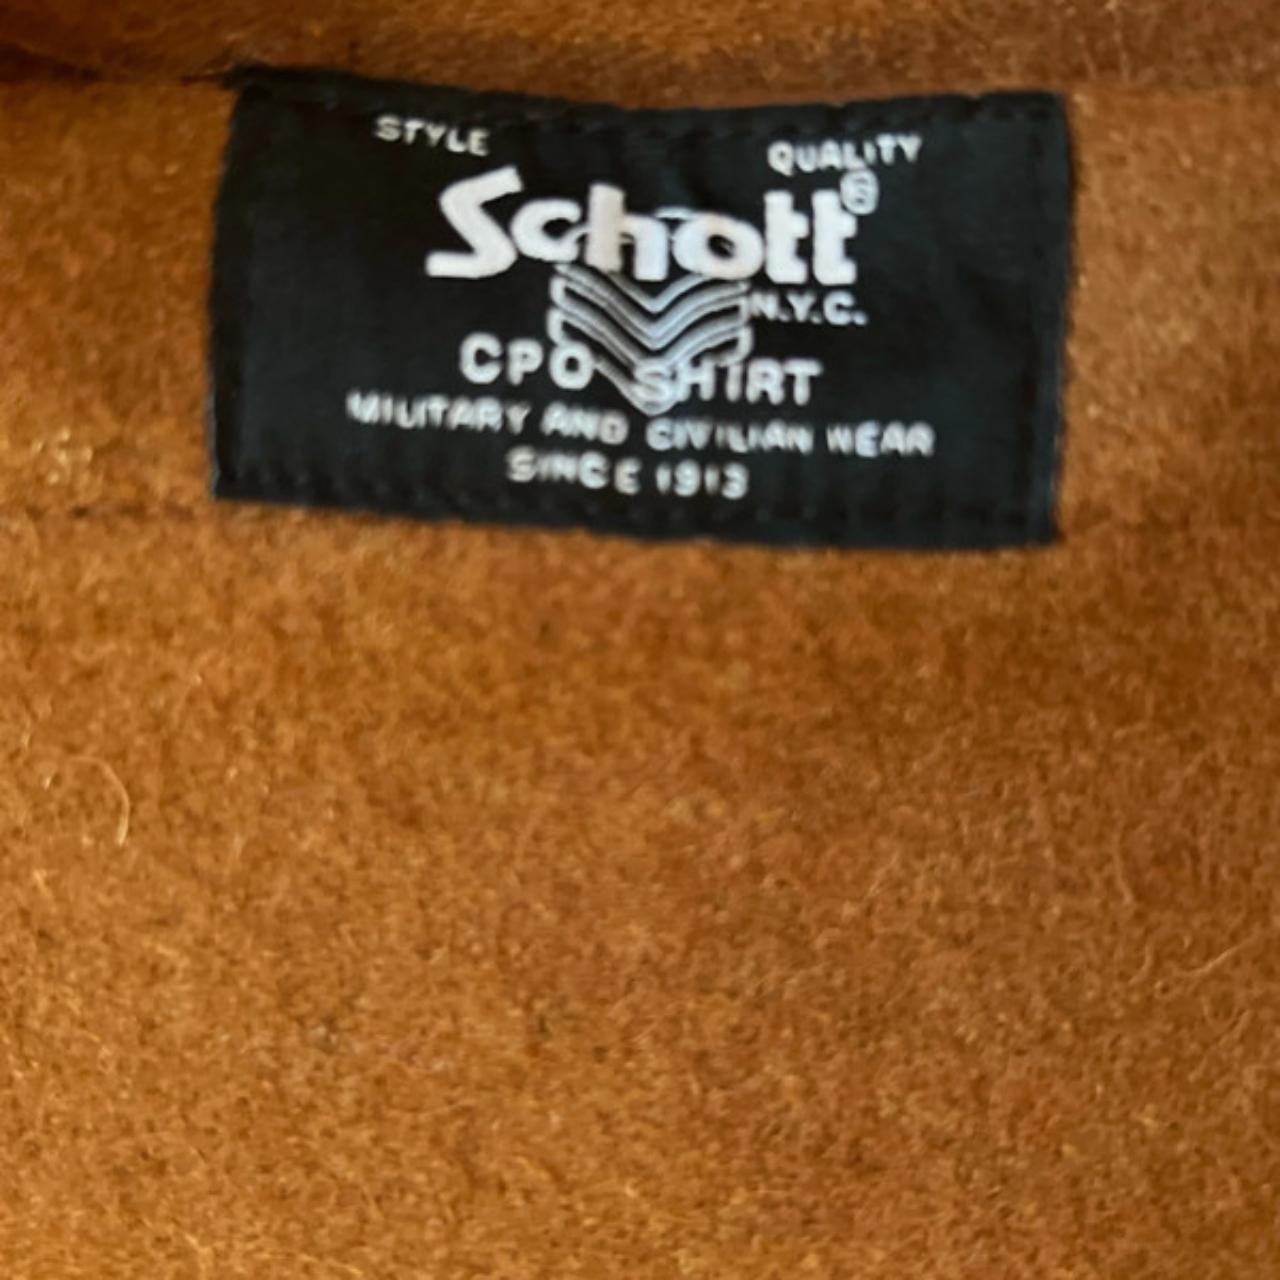 STYLE QUALITY
Schott®
N.Y.C.
CPO SHIRT
MILITARY AND CIVILIAN WEAR
SINCE 1913